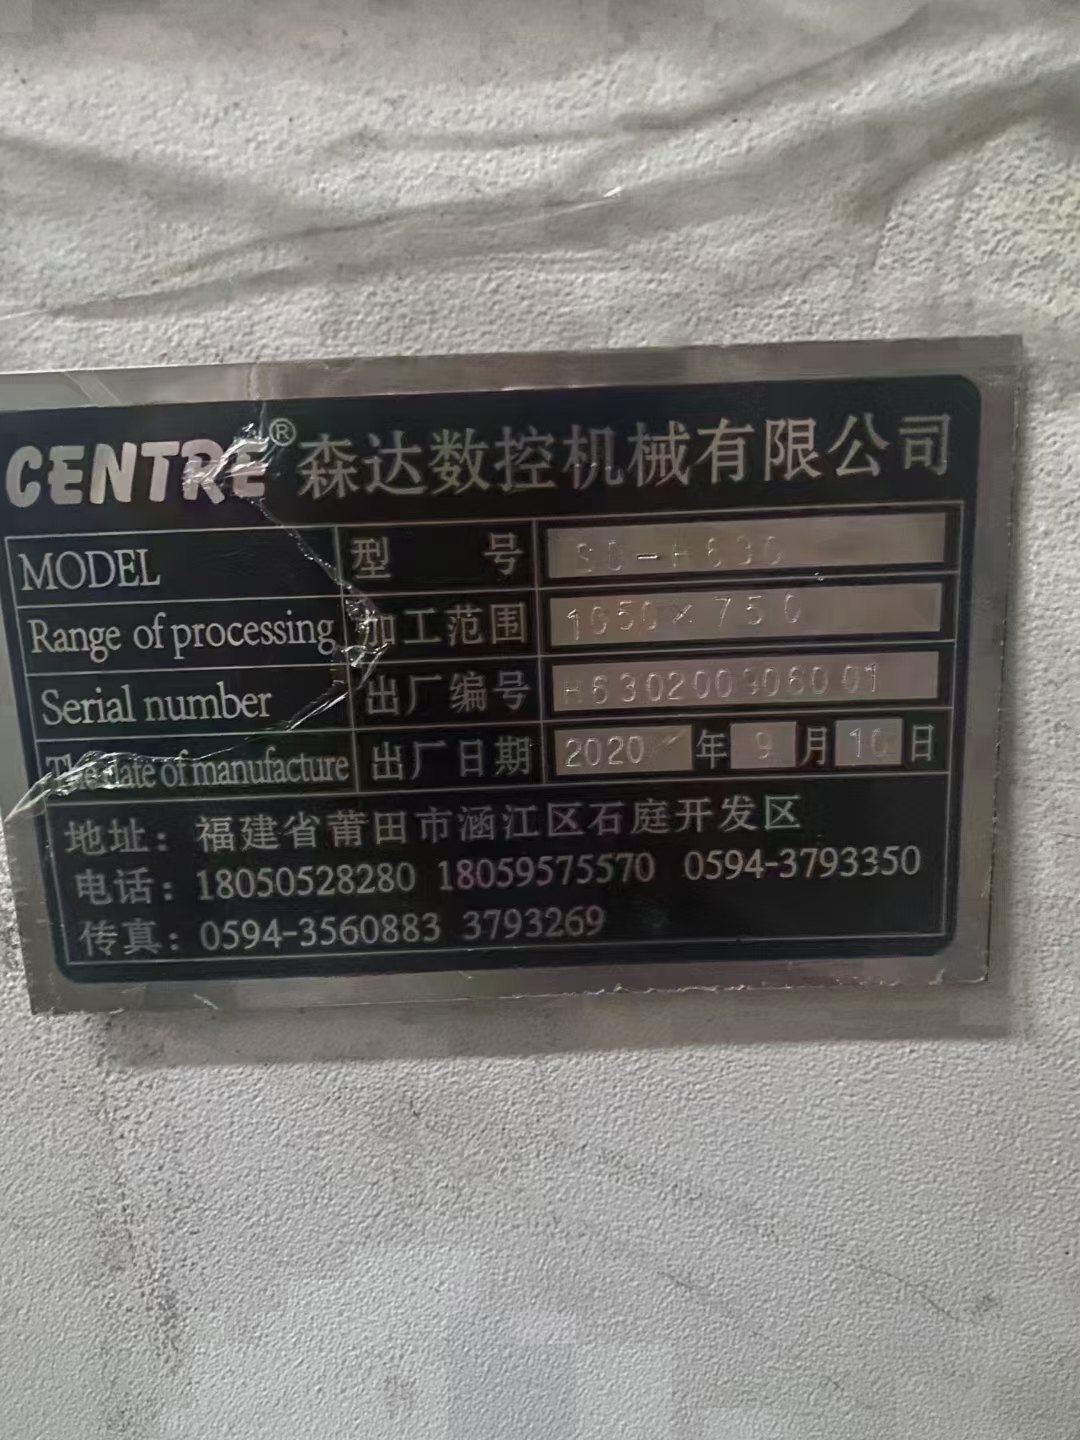 CENTRE® 森达数控机械有限公司
MODEL 型 号 SD-H630
Range of processing 加工范围 1050×750
Serial number 出厂编号 H630200906001
The date of manufacture 出厂日期 2020 年 9 月 10 日
地址：福建省莆田市涵江区石庭开发区
电话：18050528280 18059575570 0594-3793350
传真：0594-3560883 3793269